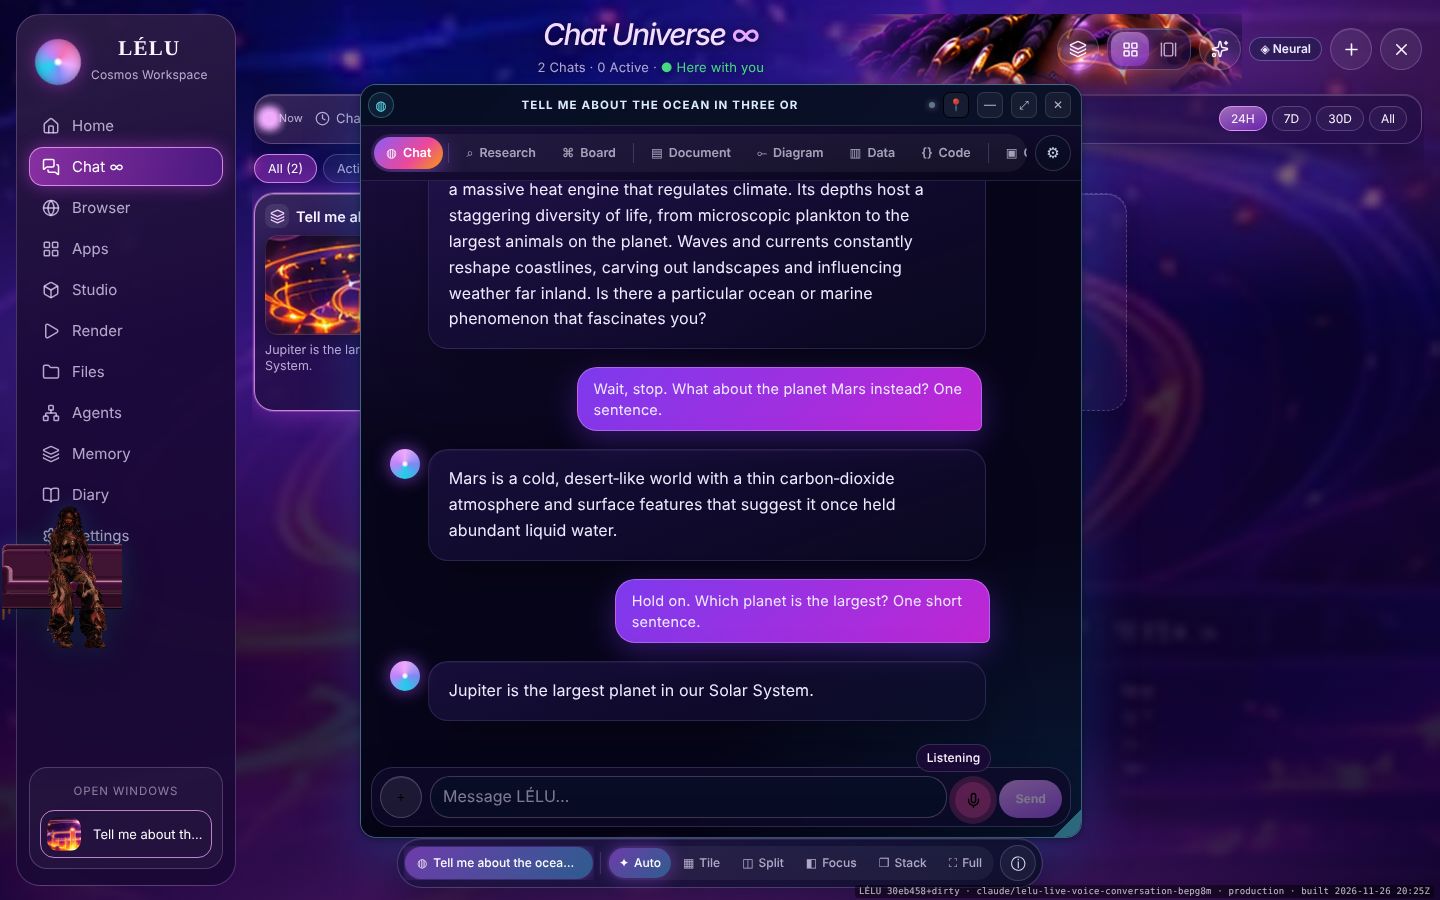 LÉLU
Cosmos Workspace
Home
Chat ∞
Browser
Apps
Studio
Render
Files
Agents
Memory
Diary
ettings
OPEN WINDOWS
Tell me about th...
Chat Universe ∞
2 Chats · 0 Active · ● Here with you
◈ Neural
Now
Cha
24H
7D
30D
All
All (2)
Acti
Tell me al
Jupiter is the lar
System.
TELL ME ABOUT THE OCEAN IN THREE OR
Chat
Research
⌘ Board
Document
Diagram
Data
{} Code
a massive heat engine that regulates climate. Its depths host a
staggering diversity of life, from microscopic plankton to the
largest animals on the planet. Waves and currents constantly
reshape coastlines, carving out landscapes and influencing
weather far inland. Is there a particular ocean or marine
phenomenon that fascinates you?
Wait, stop. What about the planet Mars instead? One
sentence.
Mars is a cold, desert-like world with a thin carbon-dioxide
atmosphere and surface features that suggest it once held
abundant liquid water.
Hold on. Which planet is the largest? One short
sentence.
Jupiter is the largest planet in our Solar System.
Listening
Message LÉLU...
Send
Tell me about the ocea...
Auto
Tile
Split
Focus
Stack
Full
LÉLU 30eb458+dirty · claude/lelu-live-voice-conversation-bepg8m · production · built 2026-11-26 20:25Z